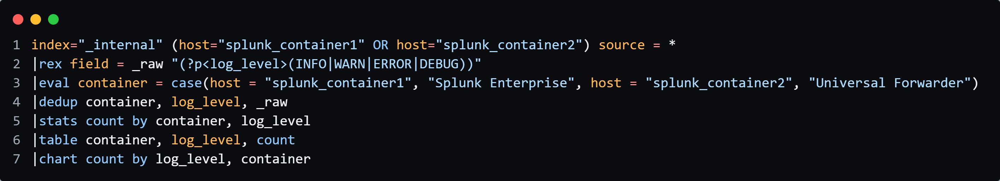 1 index="_internal" (host="splunk_container1" OR host="splunk_container2") source = *
2 |rex field = _raw "(?p<log_level>(INFO|WARN|ERROR|DEBUG))"
3 |eval container = case(host = "splunk_container1", "Splunk Enterprise", host = "splunk_container2", "Universal Forwarder")
4 |dedup container, log_level, _raw
5 |stats count by container, log_level
6 |table container, log_level, count
7 |chart count by log_level, container